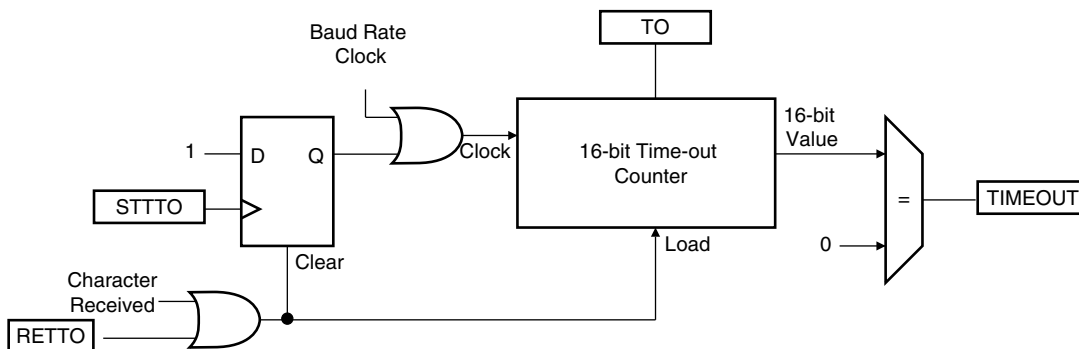 TO
Baud Rate
Clock
1
D
Q
Clock
16-bit Time-out
Counter
16-bit
Value
STTTO
=
TIMEOUT
Clear
Load
0
Character
Received
RETTO